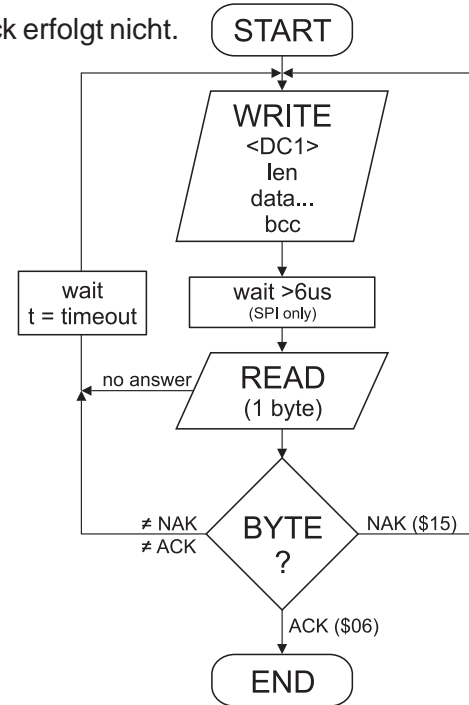 ck erfolgt nicht.
START
WRITE
<DC1>
len
data...
bcc
wait
t = timeout
wait >6us
(SPI only)
no answer
READ
(1 byte)
≠ NAK
≠ ACK
BYTE
?
NAK ($15)
ACK ($06)
END